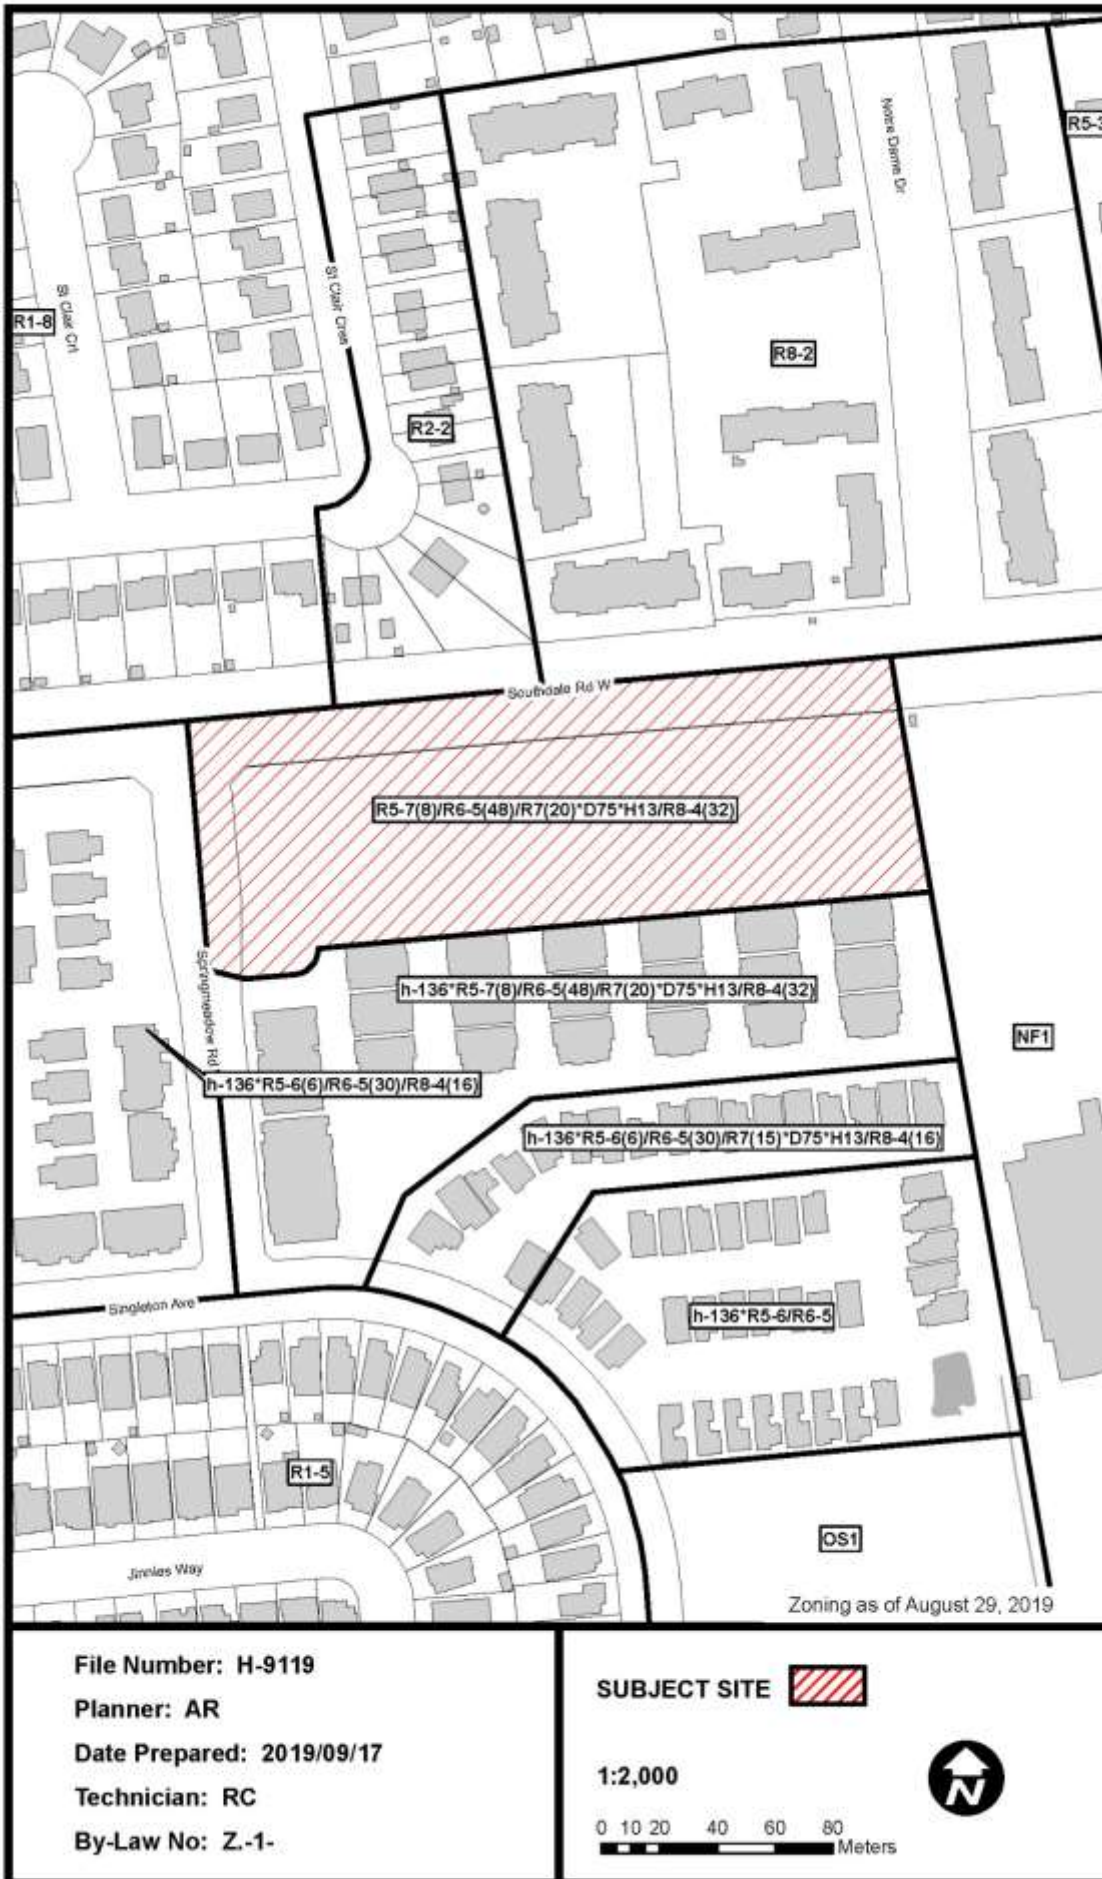 Notre Dame Dr
R5-3
St Clair Cres
St Clair Crt
R1-8
R8-2
R2-2
Southdale Rd W
R5-7(8)/R6-5(48)/R7(20)*D75*H13/R8-4(32)
Springmeadow Rd
h-136*R5-7(8)/R6-5(48)/R7(20)*D75*H13/R8-4(32)
NF1
h-136*R5-6(6)/R6-5(30)/R8-4(16)
h-136*R5-6(6)/R6-5(30)/R7(15)*D75*H13/R8-4(16)
Singleton Ave
h-136*R5-6/R6-5
R1-5
OS1
Jinnies Way
Zoning as of August 29, 2019
File Number: H-9119
Planner: AR
Date Prepared: 2019/09/17
Technician: RC
By-Law No: Z.-1-
SUBJECT SITE
1:2,000
N
0 10 20 40 60 80
Meters